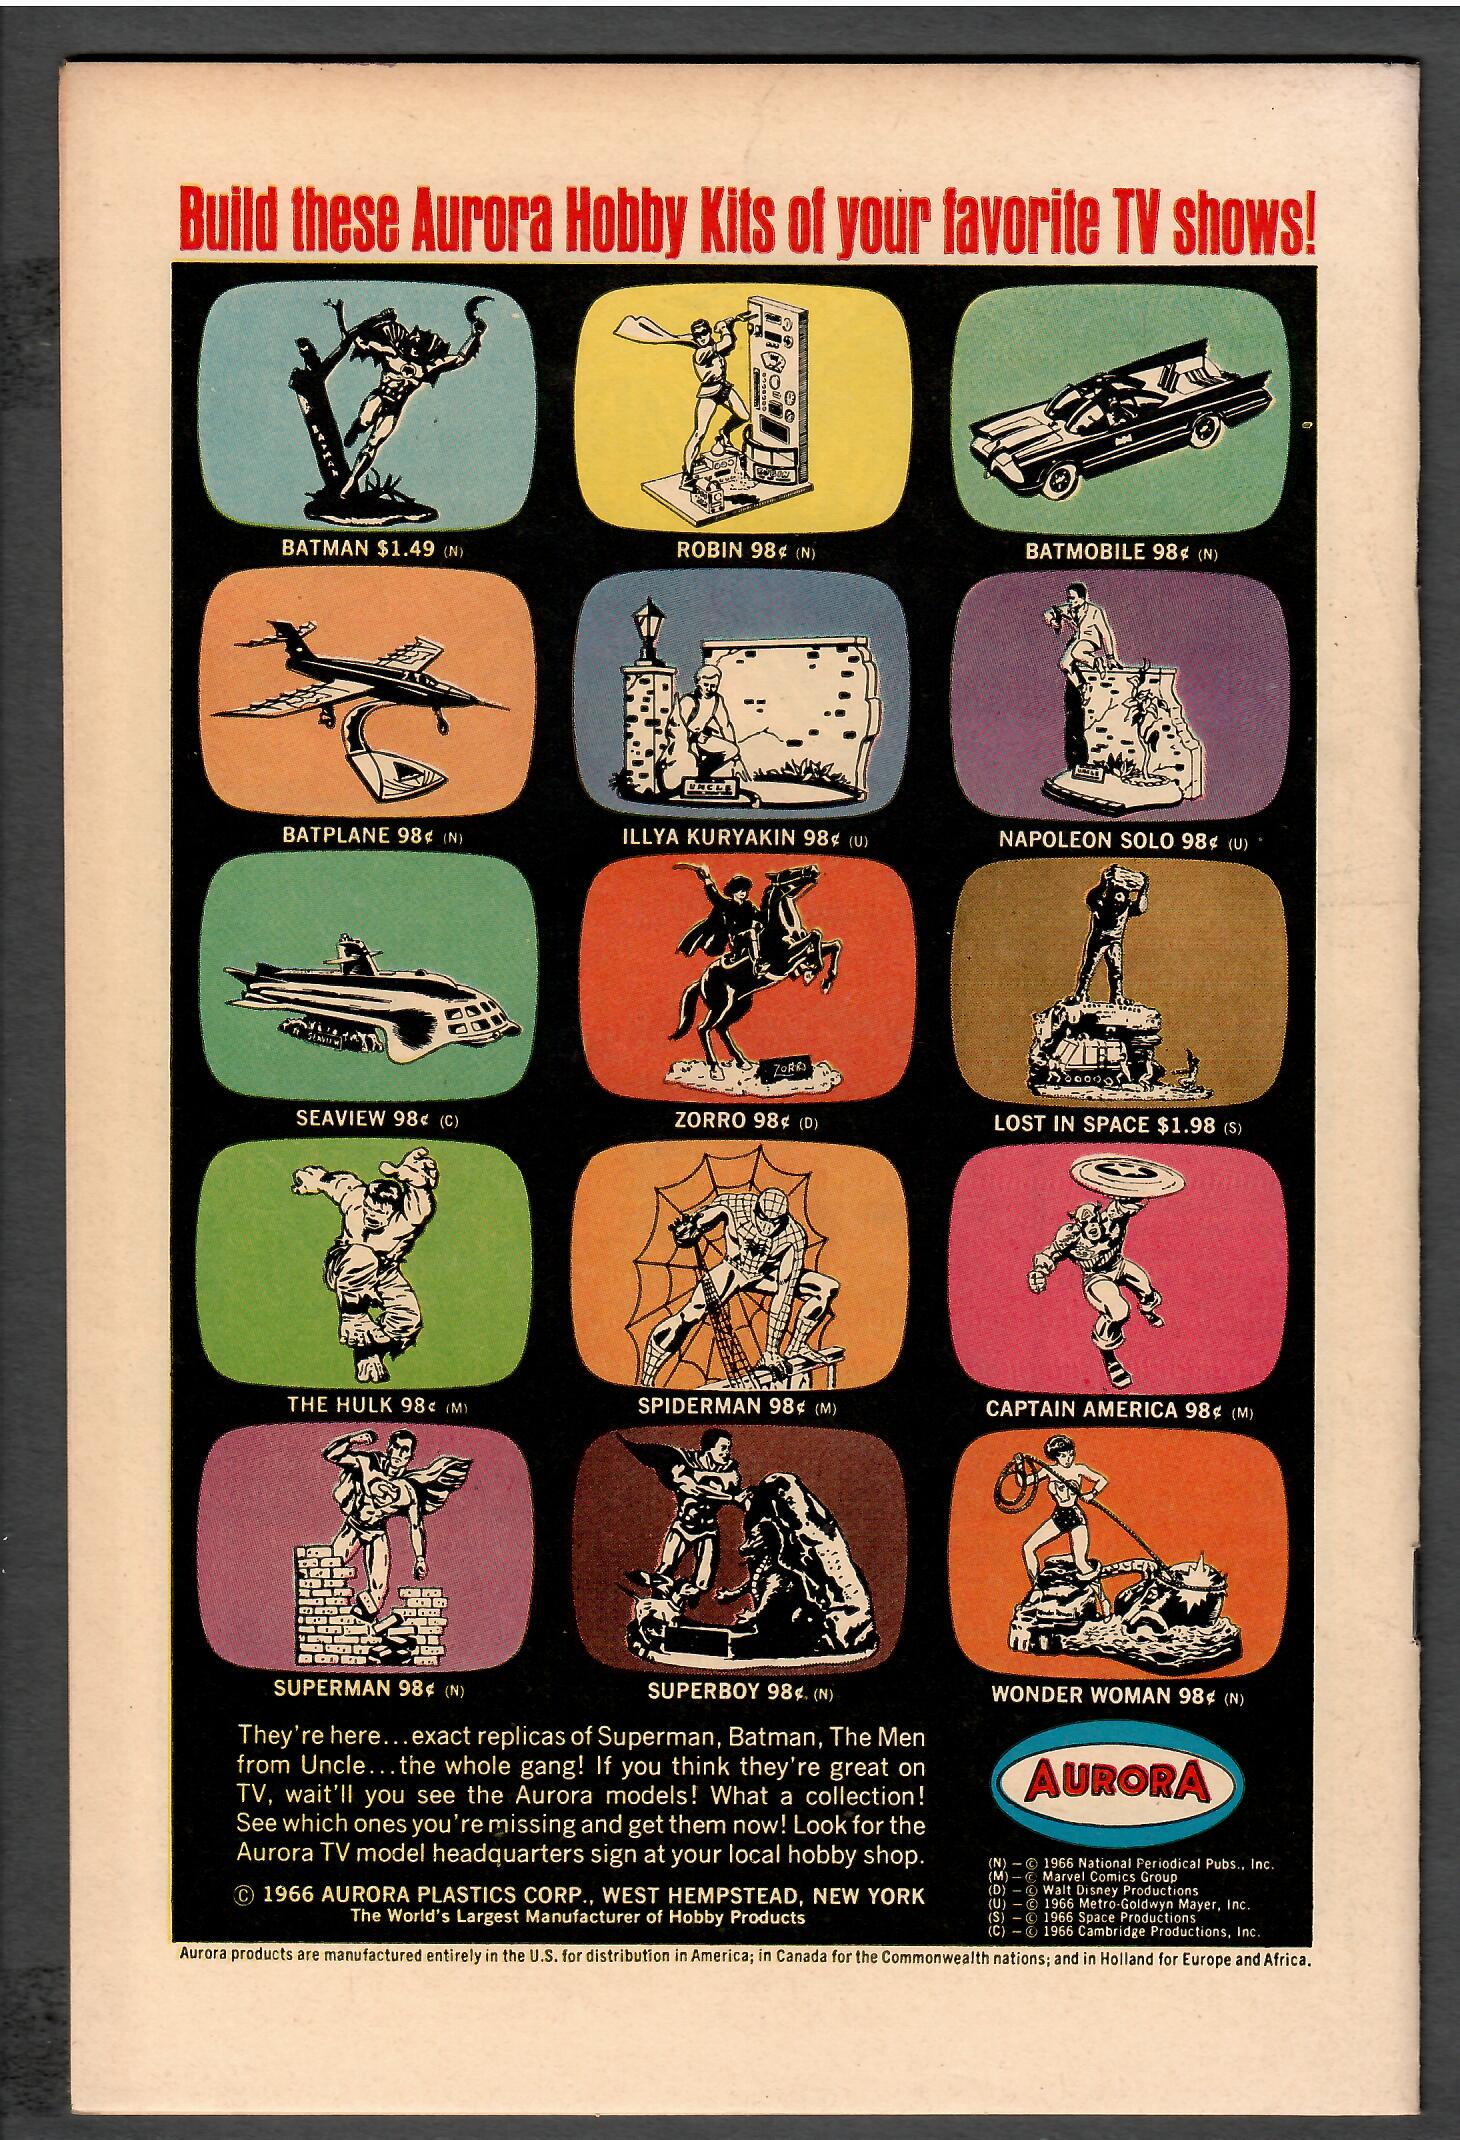 Build these Aurora Hobby Kits of your favorite TV shows!
BATMAN
ROBIN
BATMAN $1.49 (N)
ROBIN 98¢ (N)
BATMOBILE 98¢ (N)
UNCLE
UNCLE
BATPLANE 98¢ (N)
ILLYA KURYAKIN 98¢ (U)
NAPOLEON SOLO 98¢ (U)
SEAVIEW
ZORRO
SEAVIEW 98¢ (C)
ZORRO 98¢ (D)
LOST IN SPACE $1.98 (S)
THE HULK 98¢ (M)
SPIDERMAN 98¢ (M)
CAPTAIN AMERICA 98¢ (M)
SUPERMAN 98¢ (N)
SUPERBOY 98¢ (N)
WONDER WOMAN 98¢ (N)
They're here...exact replicas of Superman, Batman, The Men
from Uncle...the whole gang! If you think they're great on
TV, wait'll you see the Aurora models! What a collection!
See which ones you're missing and get them now! Look for the
Aurora TV model headquarters sign at your local hobby shop.
© 1966 AURORA PLASTICS CORP., WEST HEMPSTEAD, NEW YORK
The World's Largest Manufacturer of Hobby Products
AURORA
(N) – © 1966 National Periodical Pubs., Inc.
(M) – © Marvel Comics Group
(D) – © Walt Disney Productions
(U) – © 1966 Metro-Goldwyn Mayer, Inc.
(S) – © 1966 Space Productions
(C) – © 1966 Cambridge Productions, Inc.
Aurora products are manufactured entirely in the U.S. for distribution in America; in Canada for the Commonwealth nations; and in Holland for Europe and Africa.